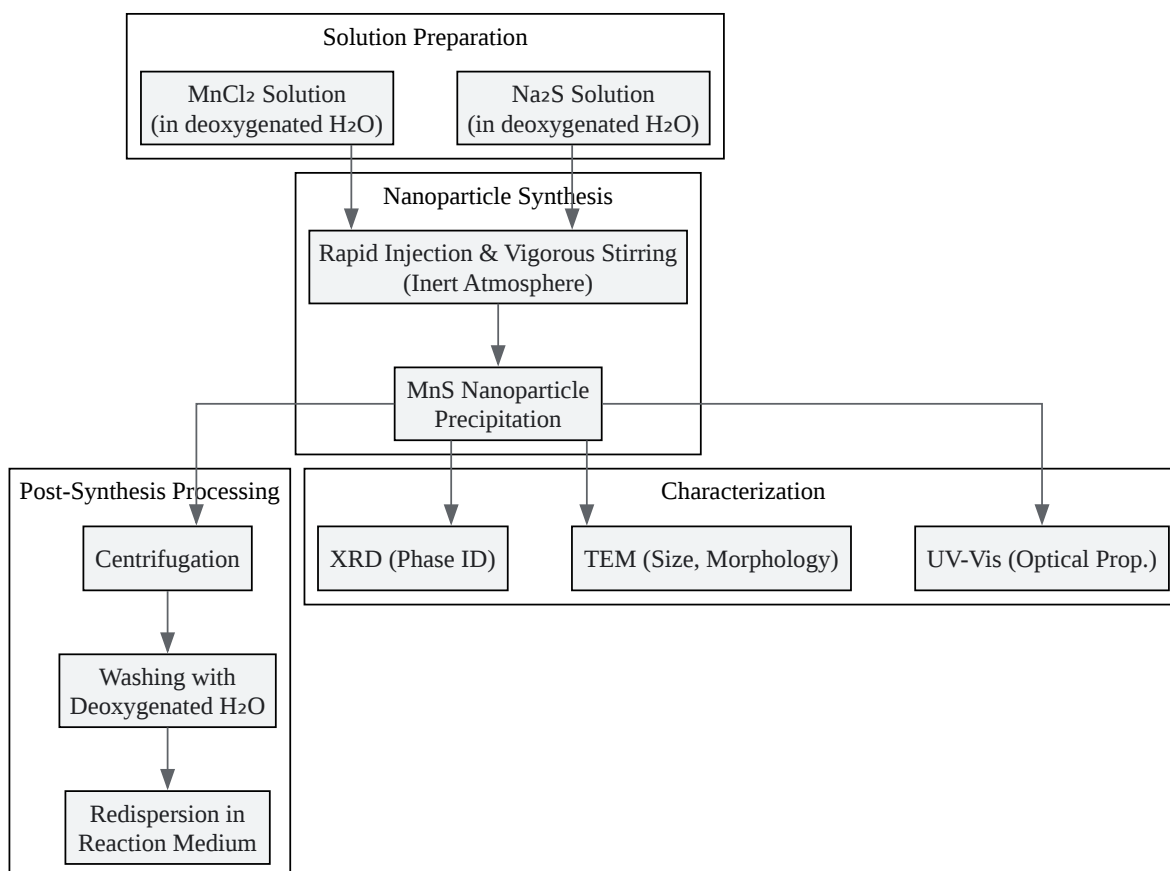 Solution Preparation
MnCl₂ Solution
(in deoxygenated H₂O)
Na₂S Solution
(in deoxygenated H₂O)
Nanoparticle Synthesis
Rapid Injection & Vigorous Stirring
(Inert Atmosphere)
MnS Nanoparticle
Precipitation
Post-Synthesis Processing
Centrifugation
Washing with
Deoxygenated H₂O
Redispersion in
Reaction Medium
Characterization
XRD (Phase ID)
TEM (Size, Morphology)
UV-Vis (Optical Prop.)